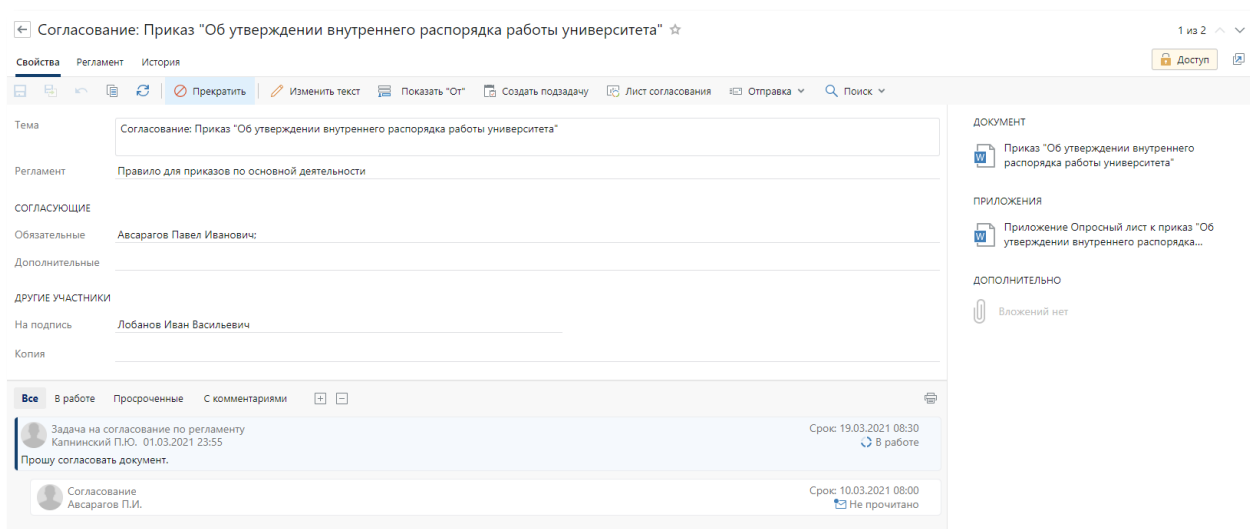 Согласование: Приказ "Об утверждении внутреннего распорядка работы университета"
1 из 2
Свойства Регламент История
Доступ
Прекратить Изменить текст Показать "От" Создать подзадачу Лист согласования Отправка Поиск
Тема
Согласование: Приказ "Об утверждении внутреннего распорядка работы университета"
Регламент Правило для приказов по основной деятельности
СОГЛАСУЮЩИЕ
Обязательные Авсарагов Павел Иванович;
Дополнительные
ДРУГИЕ УЧАСТНИКИ
На подпись Лобанов Иван Васильевич
Копия
ДОКУМЕНТ
Приказ "Об утверждении внутреннего
распорядка работы университета"
ПРИЛОЖЕНИЯ
Приложение Опросный лист к приказ "Об
утверждении внутреннего распорядка...
ДОПОЛНИТЕЛЬНО
Вложений нет
Все В работе Просроченные С комментариями
Задача на согласование по регламенту Срок: 19.03.2021 08:30
Капнинский П.Ю. 01.03.2021 23:55 В работе
Прошу согласовать документ.
Согласование Срок: 10.03.2021 08:00
Авсарагов П.И. Не прочитано